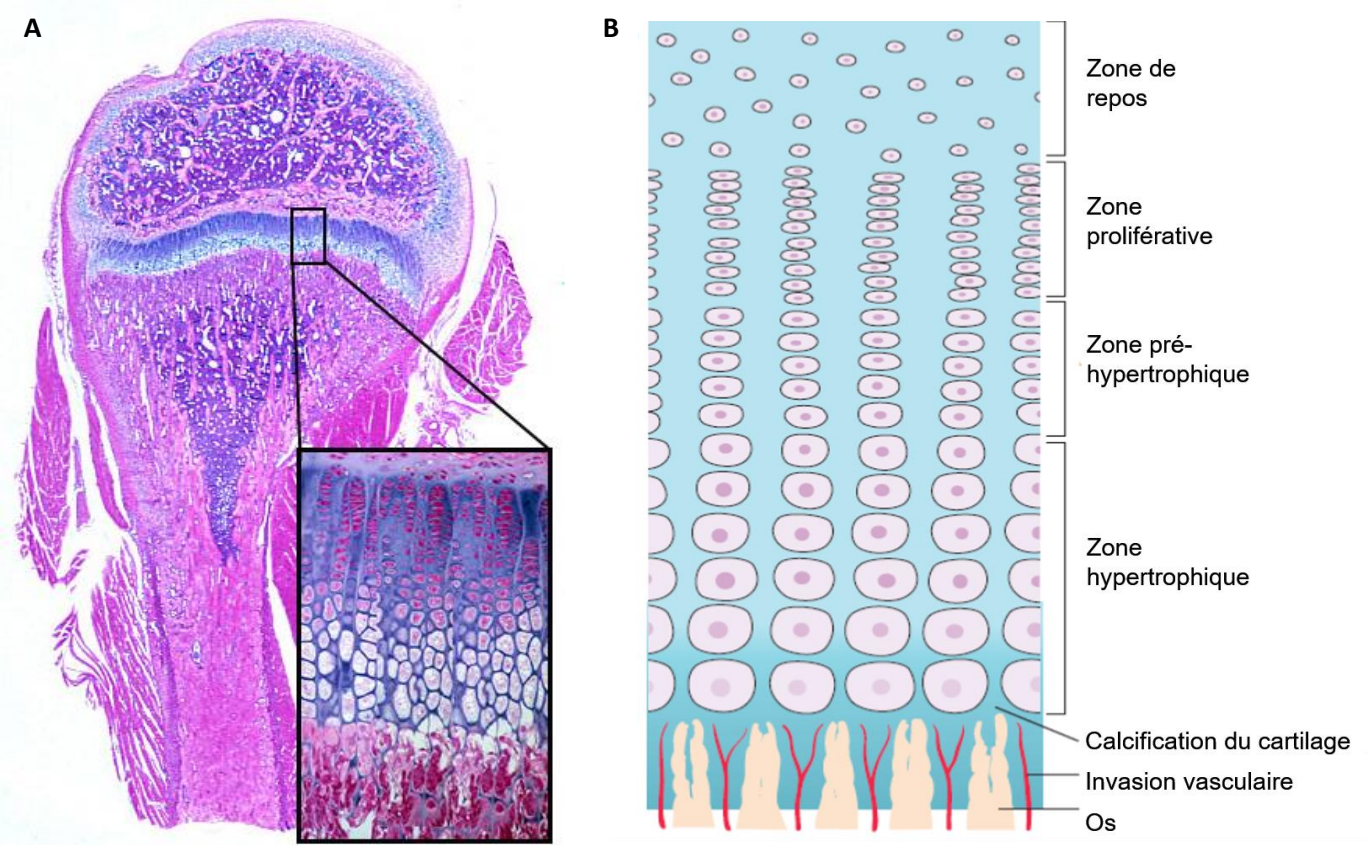 A
B
Zone de
repos
Zone
proliférative
Zone pré-
hypertrophique
Zone
hypertrophique
Calcification du cartilage
Invasion vasculaire
Os